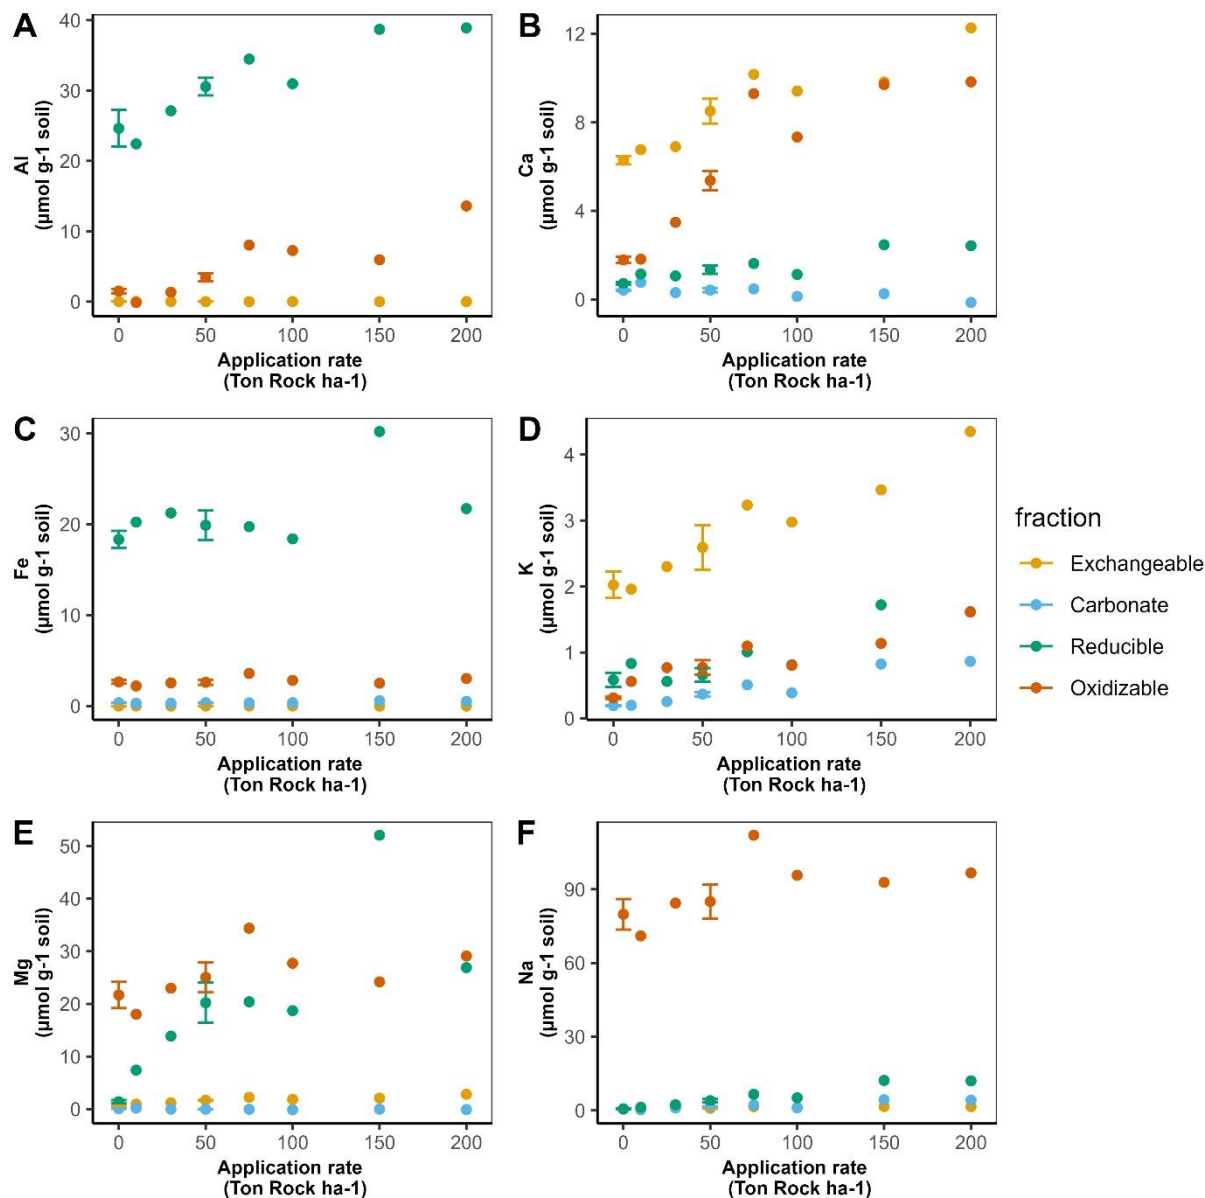 A
B
Al
(µmol g-1 soil)
40
30
20
10
0
0 50 100 150 200
Application rate
(Ton Rock ha-1)
Ca
(µmol g-1 soil)
12
8
4
0
0 50 100 150 200
Application rate
(Ton Rock ha-1)
C
D
Fe
(µmol g-1 soil)
30
20
10
0
0 50 100 150 200
Application rate
(Ton Rock ha-1)
K
(µmol g-1 soil)
4
3
2
1
0
0 50 100 150 200
Application rate
(Ton Rock ha-1)
fraction
Exchangeable
Carbonate
Reducible
Oxidizable
E
F
Mg
(µmol g-1 soil)
50
40
30
20
10
0
0 50 100 150 200
Application rate
(Ton Rock ha-1)
Na
(µmol g-1 soil)
90
60
30
0
0 50 100 150 200
Application rate
(Ton Rock ha-1)